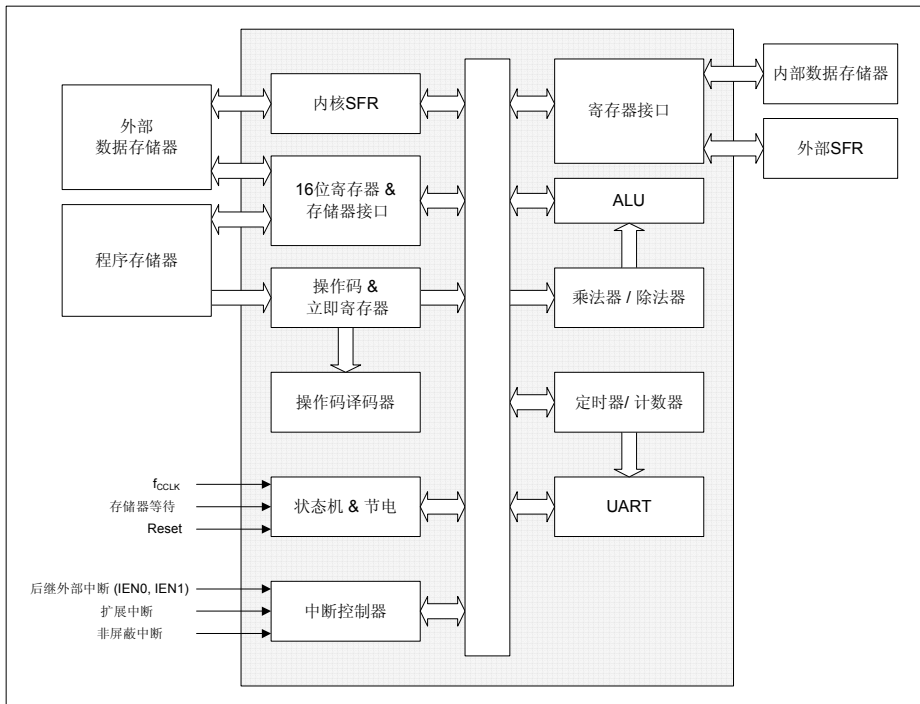 外部
数据存储器
程序存储器
内核SFR
16位寄存器 &
存储器接口
操作码 &
立即寄存器
操作码译码器
fCCLK
存储器等待
Reset
状态机 & 节电
后继外部中断 (IEN0, IEN1)
扩展中断
非屏蔽中断
中断控制器
寄存器接口
ALU
乘法器 / 除法器
定时器/ 计数器
UART
内部数据存储器
外部SFR